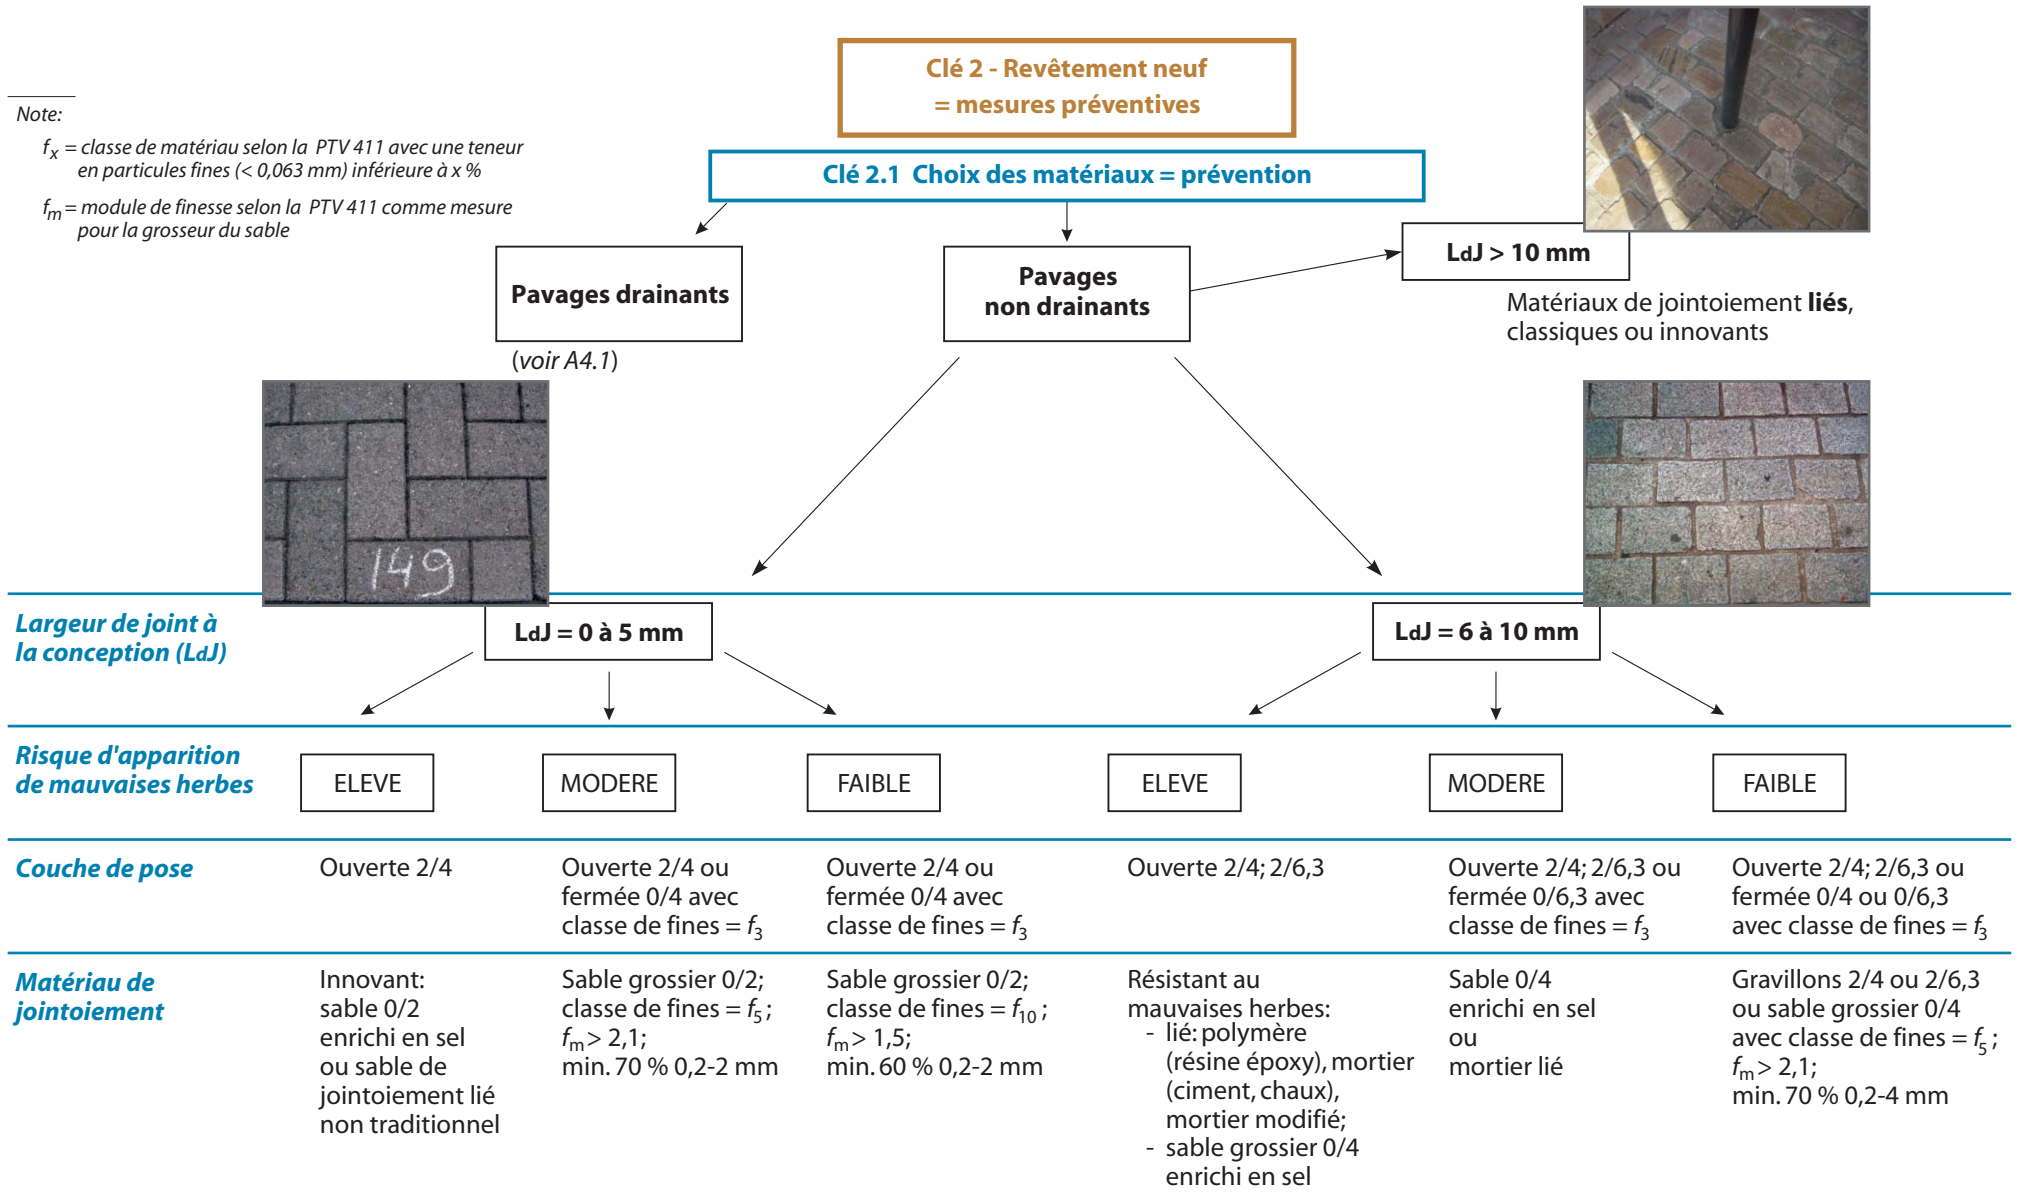 Clé 2 - Revêtement neuf
= mesures préventives
Note:
fx = classe de matériau selon la PTV 411 avec une teneur
en particules fines (< 0,063 mm) inférieure à x %
fm = module de finesse selon la PTV 411 comme mesure
pour la grosseur du sable
Clé 2.1 Choix des matériaux = prévention
Pavages drainants
(voir A4.1)
Pavages
non drainants
LdJ > 10 mm
Matériaux de jointoiement liés,
classiques ou innovants
149
Largeur de joint à
la conception (LdJ)
LdJ = 0 à 5 mm
LdJ = 6 à 10 mm
Risque d'apparition
de mauvaises herbes
ELEVE
MODERE
FAIBLE
ELEVE
MODERE
FAIBLE
Couche de pose
Ouverte 2/4
Ouverte 2/4 ou
fermée 0/4 avec
classe de fines = f3
Ouverte 2/4 ou
fermée 0/4 avec
classe de fines = f3
Ouverte 2/4; 2/6,3
Ouverte 2/4; 2/6,3 ou
fermée 0/6,3 avec
classe de fines = f3
Ouverte 2/4; 2/6,3 ou
fermée 0/4 ou 0/6,3
avec classe de fines = f3
Matériau de
jointoiement
Innovant:
sable 0/2
enrichi en sel
ou sable de
jointoiement lié
non traditionnel
Sable grossier 0/2;
classe de fines = f5 ;
fm > 2,1;
min. 70 % 0,2-2 mm
Sable grossier 0/2;
classe de fines = f10 ;
fm > 1,5;
min. 60 % 0,2-2 mm
Résistant au
mauvaises herbes:
- lié: polymère
(résine époxy), mortier
(ciment, chaux),
mortier modifié;
- sable grossier 0/4
enrichi en sel
Sable 0/4
enrichi en sel
ou
mortier lié
Gravillons 2/4 ou 2/6,3
ou sable grossier 0/4
avec classe de fines = f5 ;
fm > 2,1;
min. 70 % 0,2-4 mm